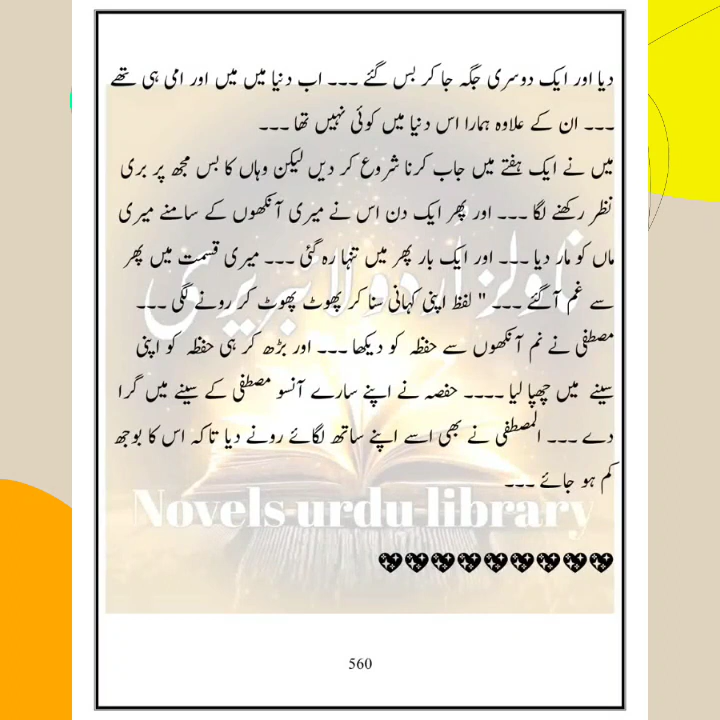 دیا اور ایک دوسری جگہ جا کر بس گئے ۔۔۔ اب دنیا میں میں اور امی ہی تھے
۔۔۔ ان کے علاوہ ہمارا اس دنیا میں کوئی نہیں تھا ۔۔۔
میں نے ایک ہفتے میں جاب کرنا شروع کر دیں لیکن وہاں کا بس مجھ پر بری
نظر رکھنے لگا ۔۔۔ اور پھر ایک دن اس نے میری آنکھوں کے سامنے میری
ماں کو مار دیا ۔۔۔ اور ایک بار پھر میں تنہا رہ گئی ۔۔۔ میری قسمت میں پھر
سے غم آ گئے ۔۔۔ " لفظ اپنی کہانی سنا کر پھوٹ پھوٹ کر رونے لگی ۔۔۔
مصطفی نے نم آنکھوں سے حفظہ کو دیکھا ۔۔۔ اور بڑھ کر ہی حفظہ کو اپنی
سینے میں چھپا لیا ۔۔۔۔ حفصہ نے اپنے سارے آنسو مصطفی کے سینے میں گرا
دے ۔۔۔ المصطفی نے بھی اسے اپنے ساتھ لگائے رونے دیا تاکہ اس کا بوجھ
کم ہو جائے ۔۔۔
ناولز اُردو لائبریری
Novels urdu library
💖💖💖💖💖💖💖💖💖
560